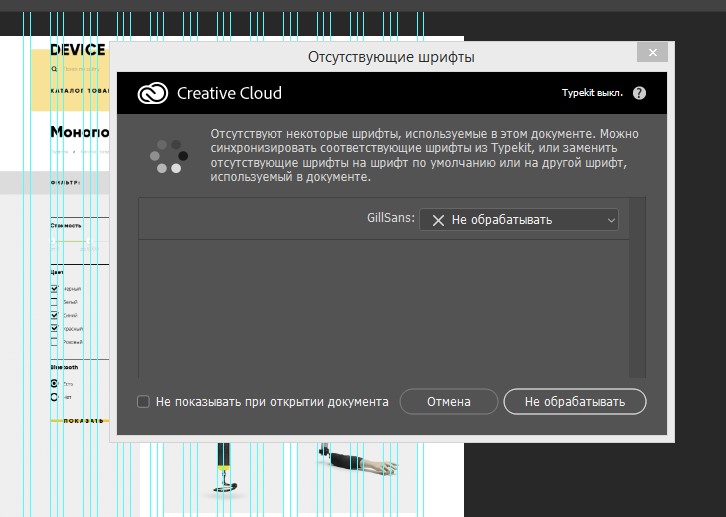 DEVICE
Отсутствующие шрифты
Creative Cloud
Typekit выкл. ?
КАТАЛОГ ТОВАР
Отсутствуют некоторые шрифты, используемые в этом документе. Можно
синхронизировать соответствующие шрифты из Typekit, или заменить
отсутствующие шрифты на шрифт по умолчанию или на другой шрифт,
используемый в документе.
Монопо
ФИЛЬТР:
GillSans: Не обрабатывать
Стоимость
Цвет
Черный
Белый
Синий
Красный
Розовый
Bluetooth
Есть
Нет
Не показывать при открытии документа
Отмена
Не обрабатывать
ПОКАЗАТЬ